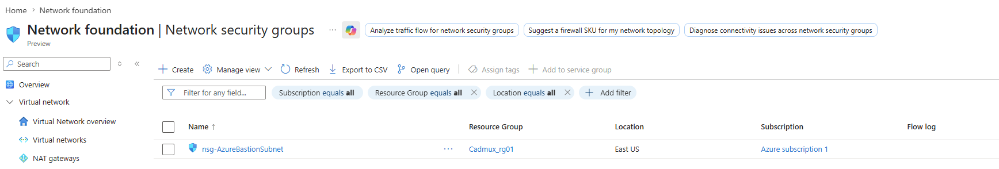 Home > Network foundation
Network foundation | Network security groups ... Analyze traffic flow for network security groups Suggest a firewall SKU for my network topology Diagnose connectivity issues across network security groups
Preview
Search
Overview
Virtual network
Virtual Network overview
Virtual networks
NAT gateways
Create Manage view Refresh Export to CSV Open query Assign tags Add to service group
Filter for any field... Subscription equals all Resource Group equals all Location equals all Add filter
Name ↑ Resource Group Location Subscription Flow log
nsg-AzureBastionSubnet ... Cadmux_rg01 East US Azure subscription 1